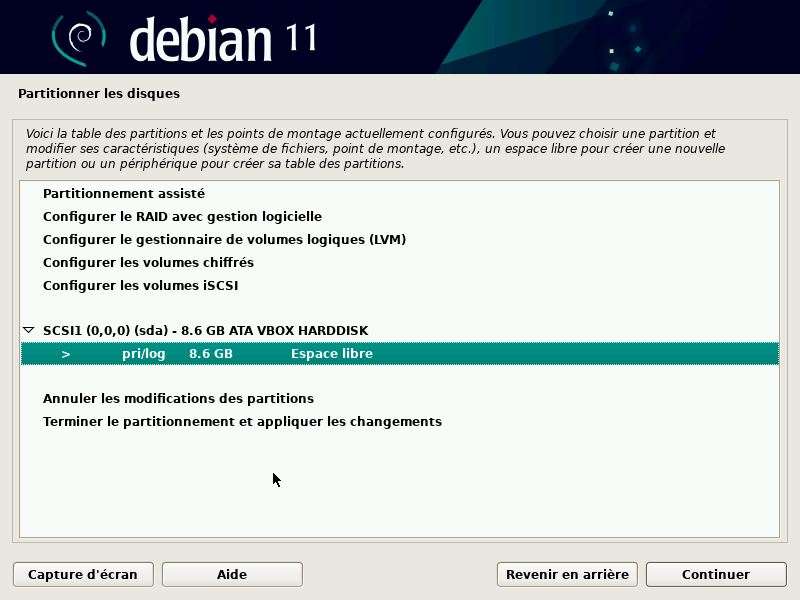 debian 11
Partitionner les disques
Voici la table des partitions et les points de montage actuellement configurés. Vous pouvez choisir une partition et
modifier ses caractéristiques (système de fichiers, point de montage, etc.), un espace libre pour créer une nouvelle
partition ou un périphérique pour créer sa table des partitions.
Partitionnement assisté
Configurer le RAID avec gestion logicielle
Configurer le gestionnaire de volumes logiques (LVM)
Configurer les volumes chiffrés
Configurer les volumes iSCSI
SCSI1 (0,0,0) (sda) - 8.6 GB ATA VBOX HARDDISK
> pri/log 8.6 GB Espace libre
Annuler les modifications des partitions
Terminer le partitionnement et appliquer les changements
Capture d'écran Aide Revenir en arrière Continuer